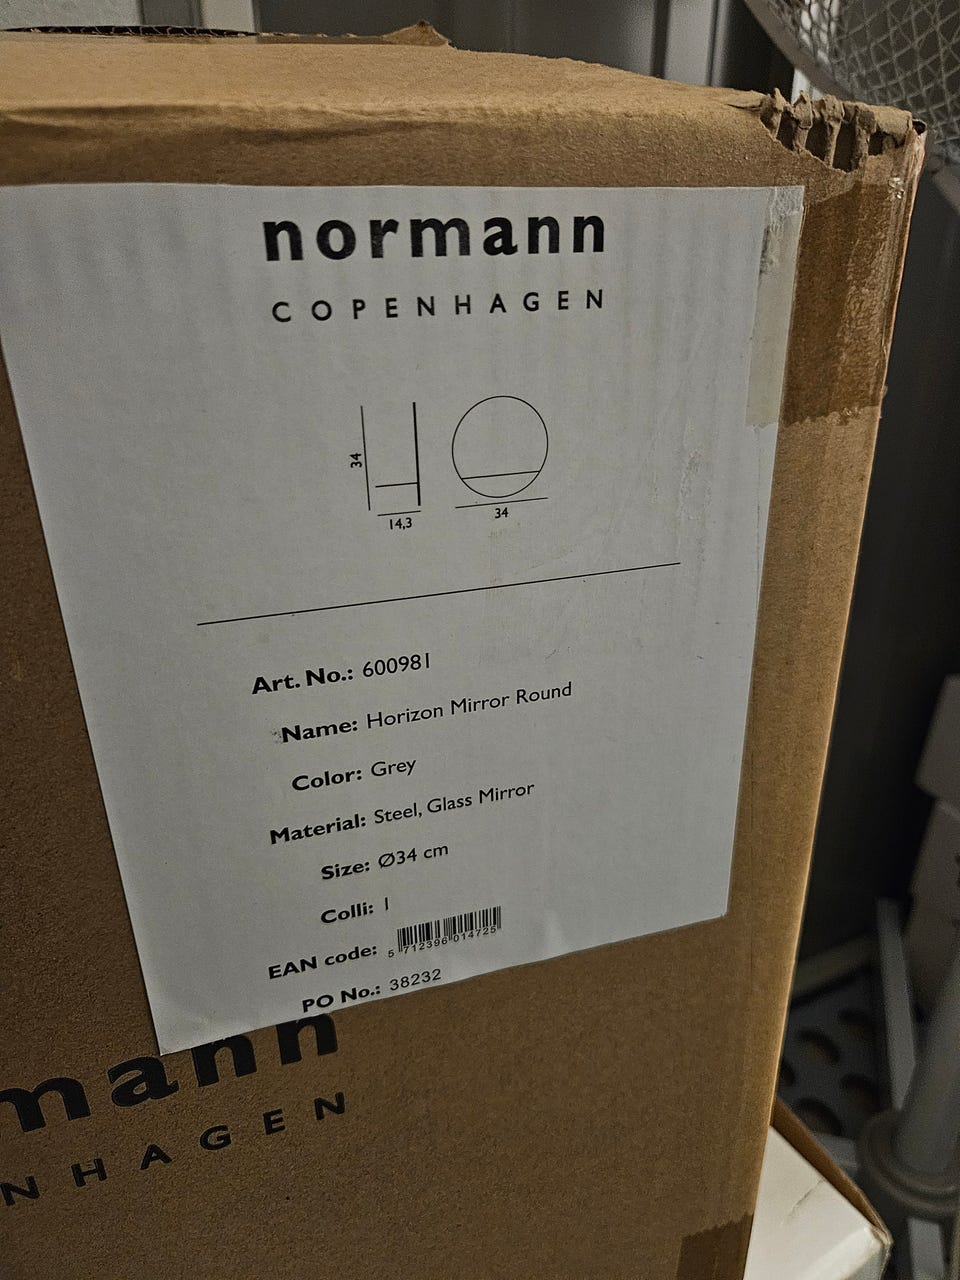 normann
COPENHAGEN
34
14,3
34
Art. No.: 600981
Name: Horizon Mirror Round
Color: Grey
Material: Steel, Glass Mirror
Size: Ø34 cm
Colli: 1
EAN code: 5 712396 014725
PO No.: 38232
mann
NHAGEN